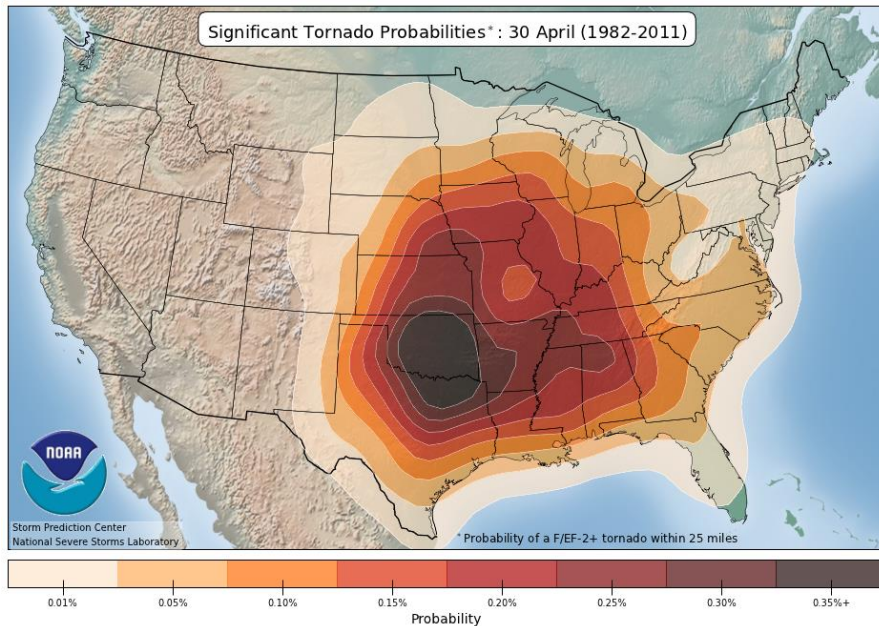 Significant Tornado Probabilities*: 30 April (1982-2011)
NOAA
Storm Prediction Center
National Severe Storms Laboratory
*Probability of a F/EF-2+ tornado within 25 miles
0.01% 0.05% 0.10% 0.15% 0.20% 0.25% 0.30% 0.35%+
Probability